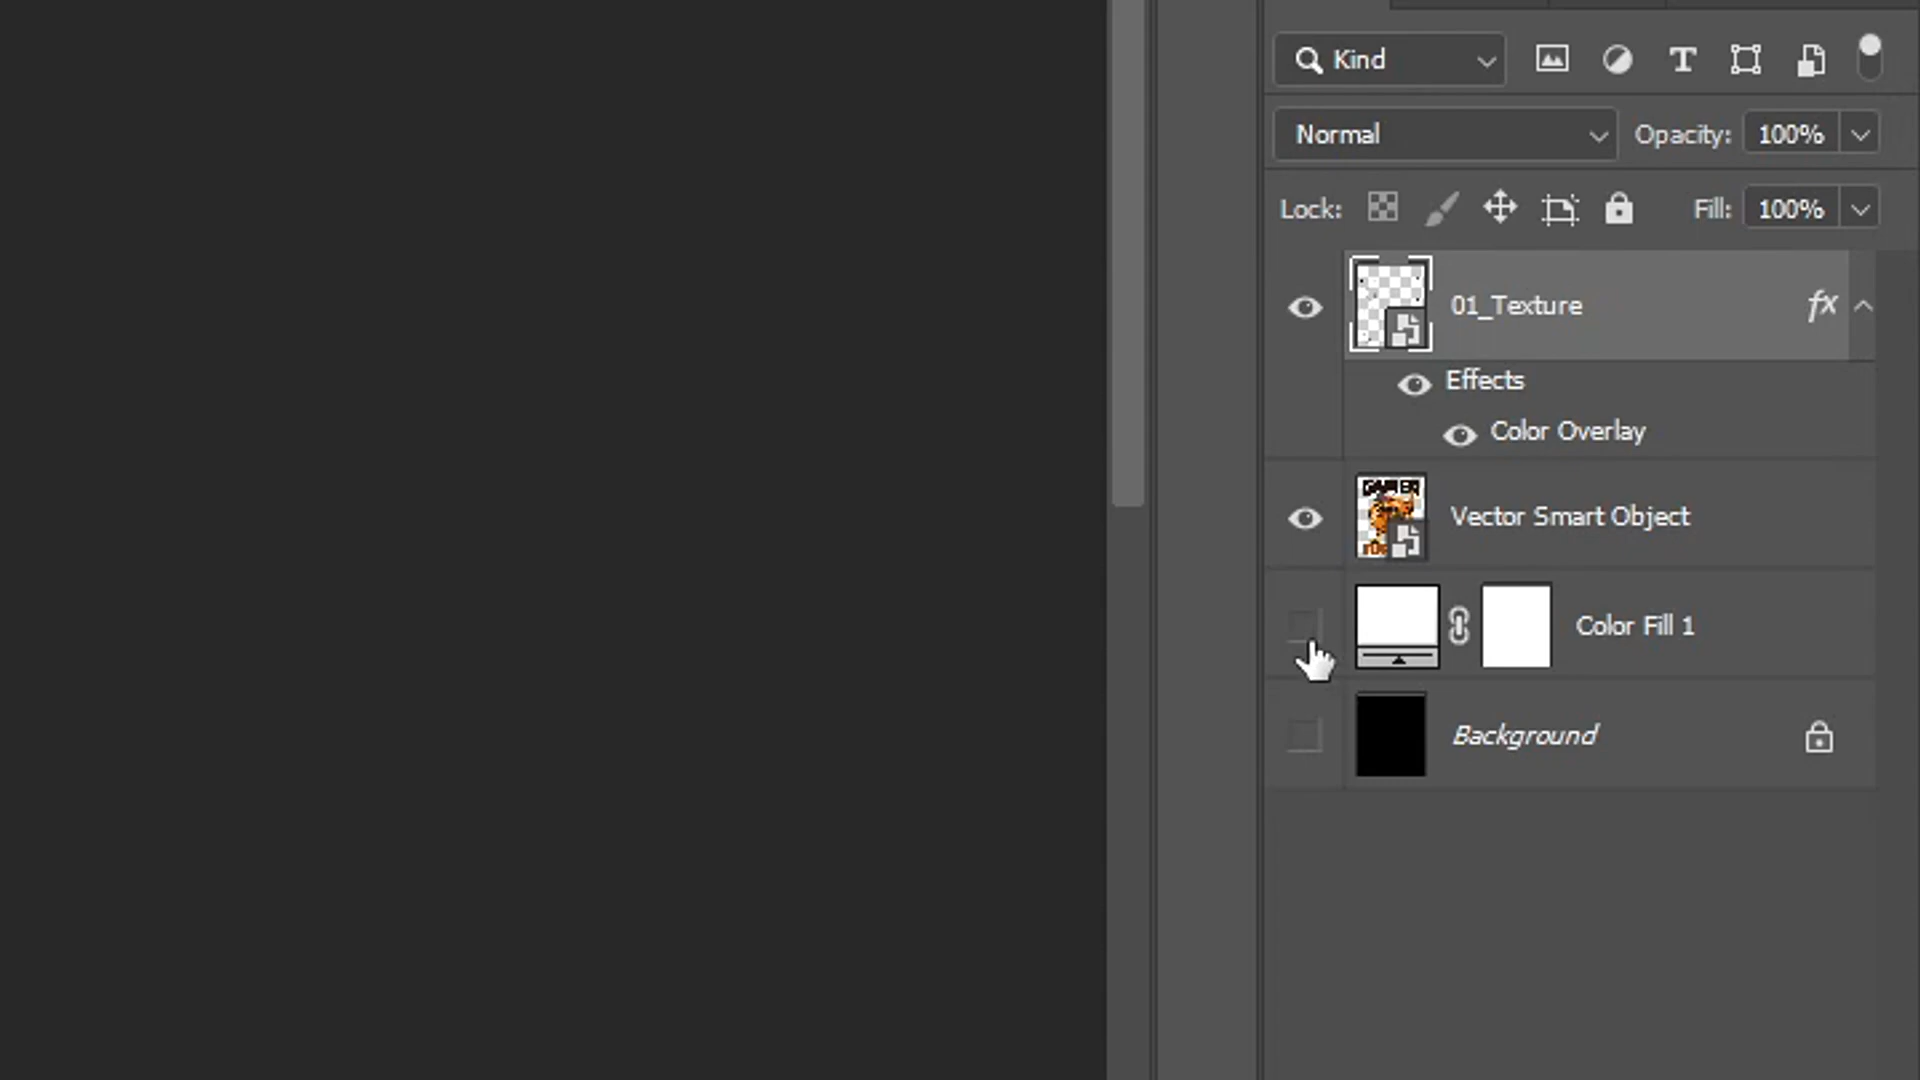 Kind
T
Normal
Opacity: 100%
Lock:
Fill: 100%
01_Texture
fx
Effects
Color Overlay
GAMER
Vector Smart Object
Color Fill 1
Background